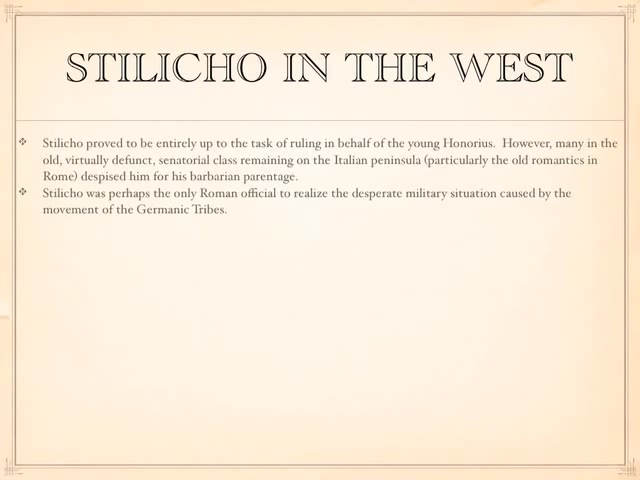 STILICHO IN THE WEST
Stilicho proved to be entirely up to the task of ruling in behalf of the young Honorius.  However, many in the
old, virtually defunct, senatorial class remaining on the Italian peninsula (particularly the old romantics in
Rome) despised him for his barbarian parentage.
Stilicho was perhaps the only Roman official to realize the desperate military situation caused by the
movement of the Germanic Tribes.